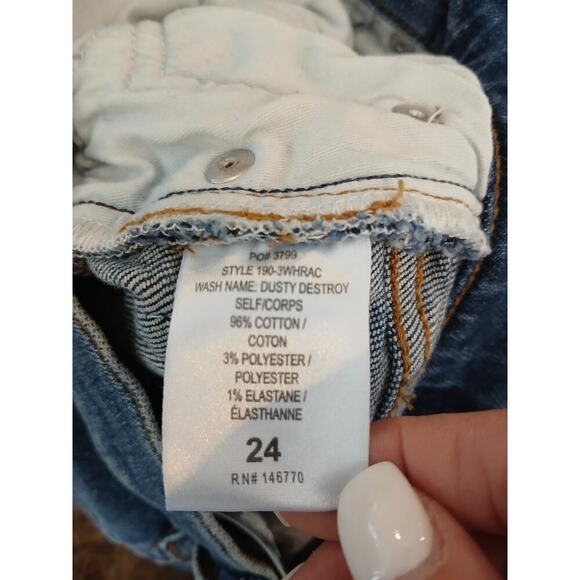 PO# 3799
STYLE 190-3WHRAC
WASH NAME: DUSTY DESTROY
SELF/CORPS
96% COTTON /
COTON
3% POLYESTER /
POLYESTER
1% ELASTANE /
ÉLASTHANNE
24
RN# 146770